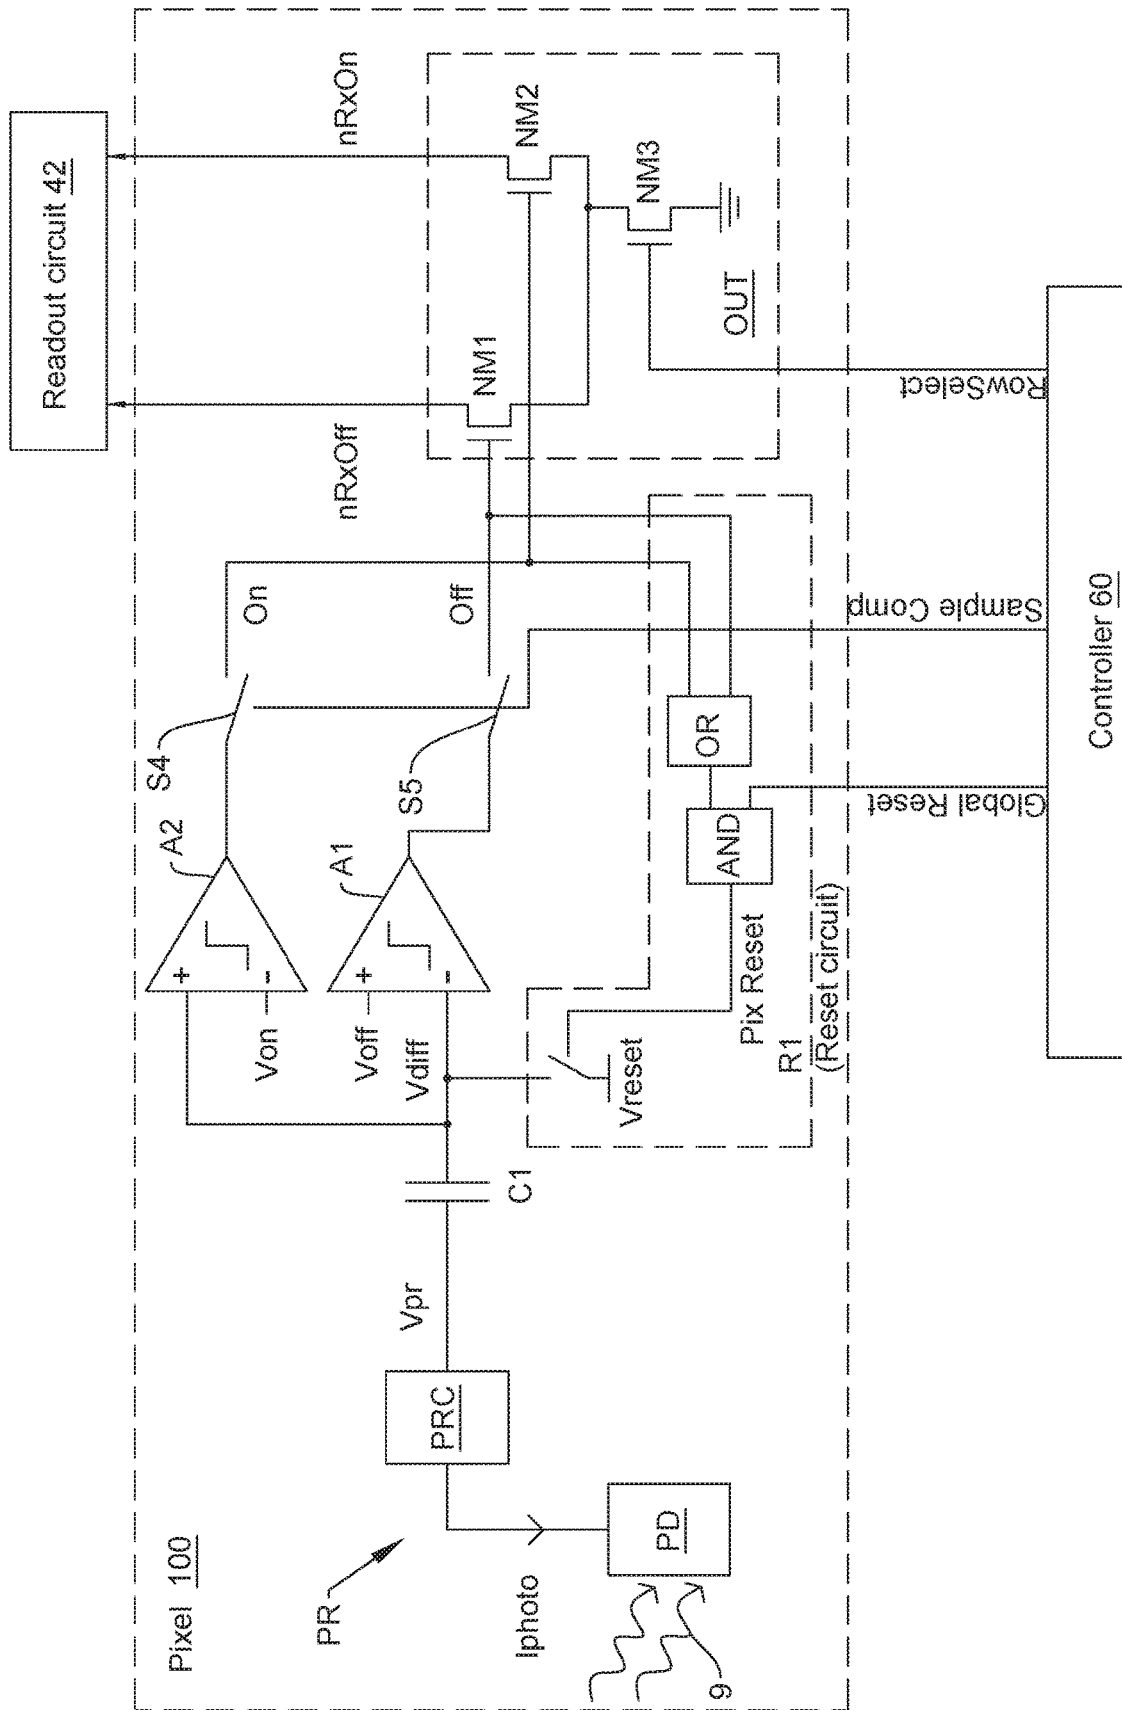 Pixel 100
PR
Iphoto
9
PD
PRC
Vpr
C1
Vdiff
Voff
Von
+
-
+
-
A2
A1
S4
S5
On
Off
Vreset
Pix Reset
R1
(Reset circuit)
AND
OR
nRxOff
nRxOn
NM1
NM2
NM3
OUT
Readout circuit 42
Global Reset
Sample Comp
RowSelect
Controller 60